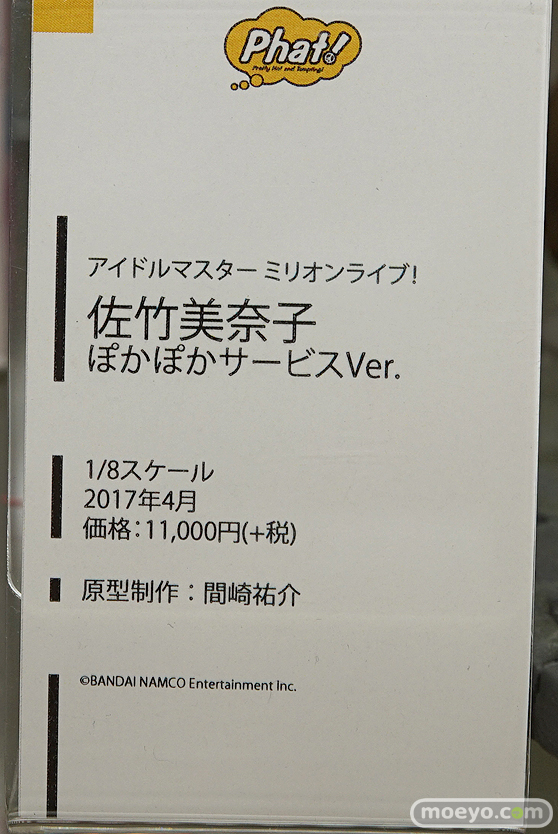 Phat!
Pretty Hot and Tempting!
アイドルマスター ミリオンライブ!
佐竹美奈子
ぽかぽかサービスVer.
1/8スケール
2017年4月
価格:11,000円(+税)
原型制作:間崎祐介
©BANDAI NAMCO Entertainment Inc.
moeyo.com